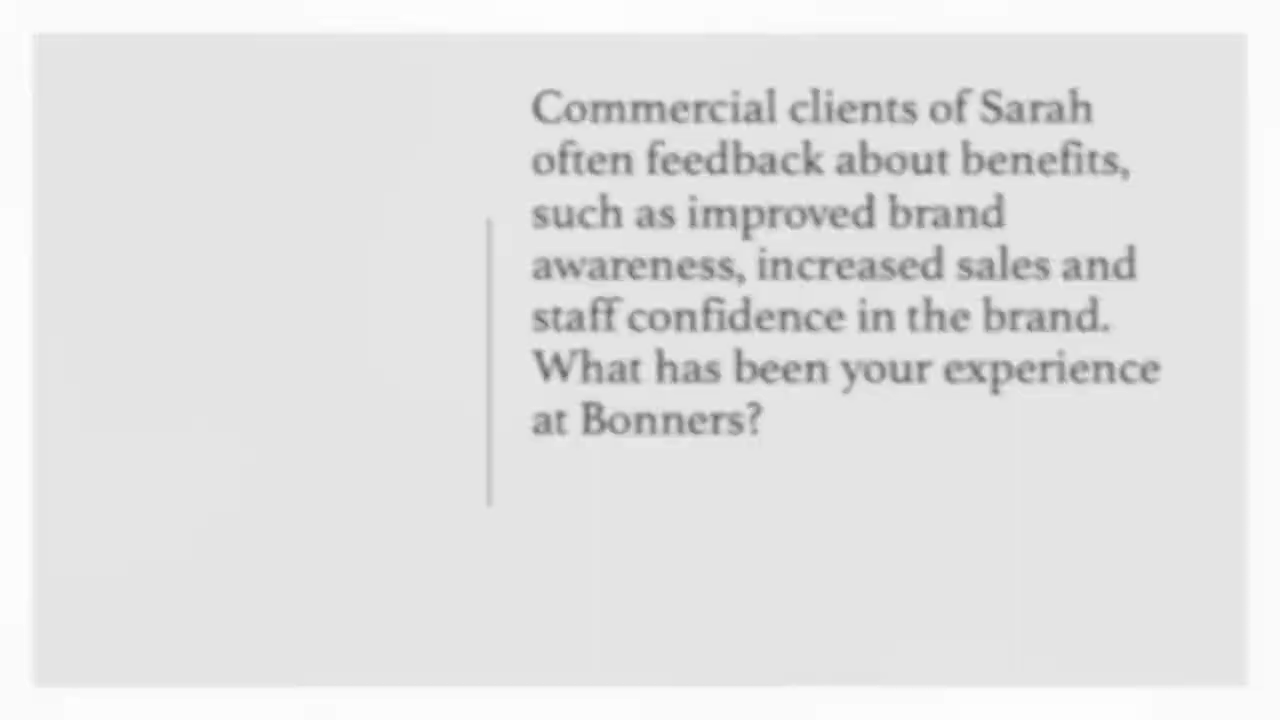 Commercial clients of Sarah
often feedback about benefits,
such as improved brand
awareness, increased sales and
staff confidence in the brand.
What has been your experience
at Bonners?